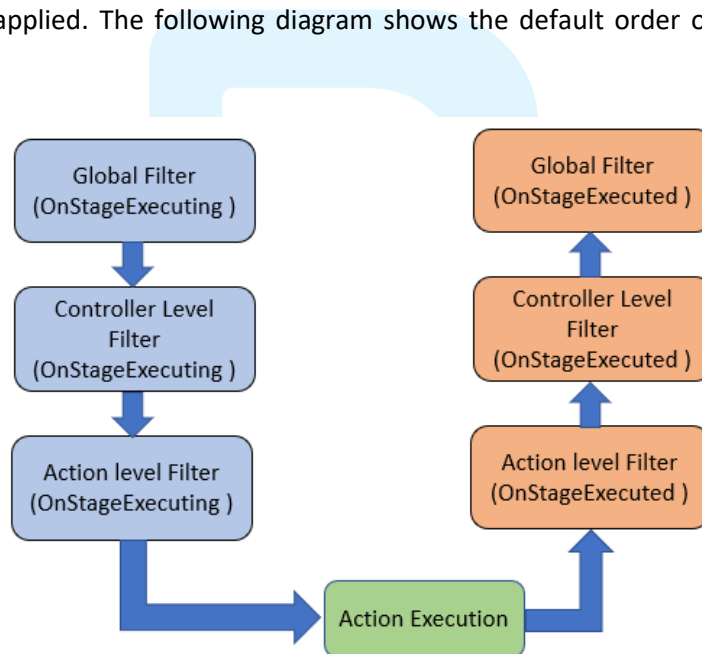 applied. The following diagram shows the default order o
Global Filter
(OnStageExecuting )
Controller Level
Filter
(OnStageExecuting )
Action level Filter
(OnStageExecuting )
Action Execution
Global Filter
(OnStageExecuted )
Controller Level
Filter
(OnStageExecuted )
Action level Filter
(OnStageExecuted )